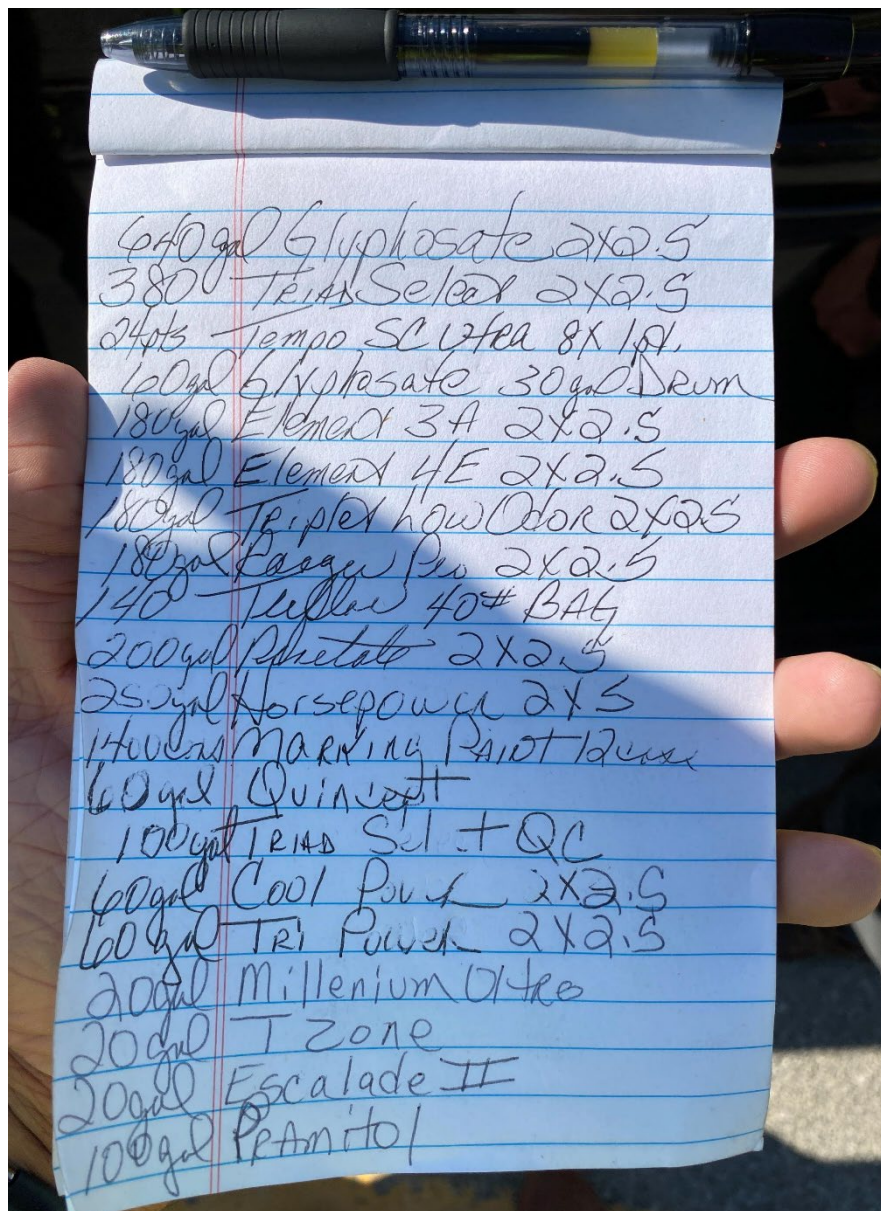 640gal Glyphosate 2X2.5
380 TRIAD Select 2X2.5
24pts Tempo SC Ultra 8X1pt.
60gal Glyphosate 30gal Drum
180gal Element 3A 2X2.5
180gal Element 4E 2X2.5
180gal Triplet Low Odor 2X2.5
180gal Ranger Pro 2X2.5
140 40# BAG
200gal 2X2.5
250gal Horsepower 2X5
Marking PAINT 12case
60gal Quincept
100gal TRIAD Select QC
60gal Cool Power 2X2.5
60gal TRI Power 2X2.5
20gal Millenium Ultra
20gal T Zone
20gal Escalade II
100gal PRAmitol